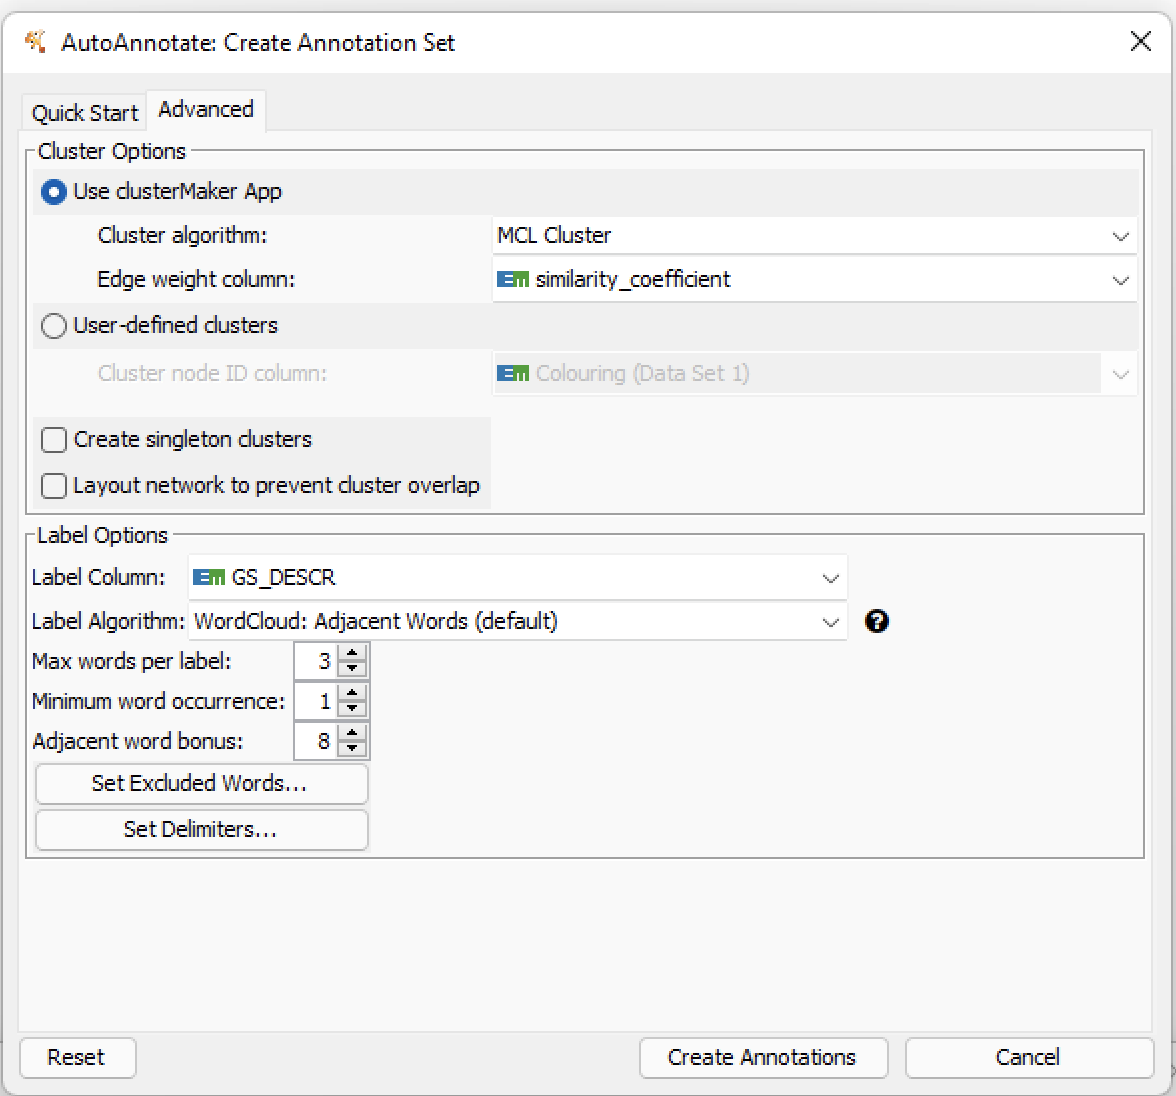 AutoAnnotate: Create Annotation Set
Quick Start Advanced
Cluster Options
Use clusterMaker App
Cluster algorithm: MCL Cluster
Edge weight column: EM similarity_coefficient
User-defined clusters
Cluster node ID column: EM Colouring (Data Set 1)
Create singleton clusters
Layout network to prevent cluster overlap
Label Options
Label Column: EM GS_DESCR
Label Algorithm: WordCloud: Adjacent Words (default) ?
Max words per label: 3
Minimum word occurrence: 1
Adjacent word bonus: 8
Set Excluded Words...
Set Delimiters...
Reset Create Annotations Cancel